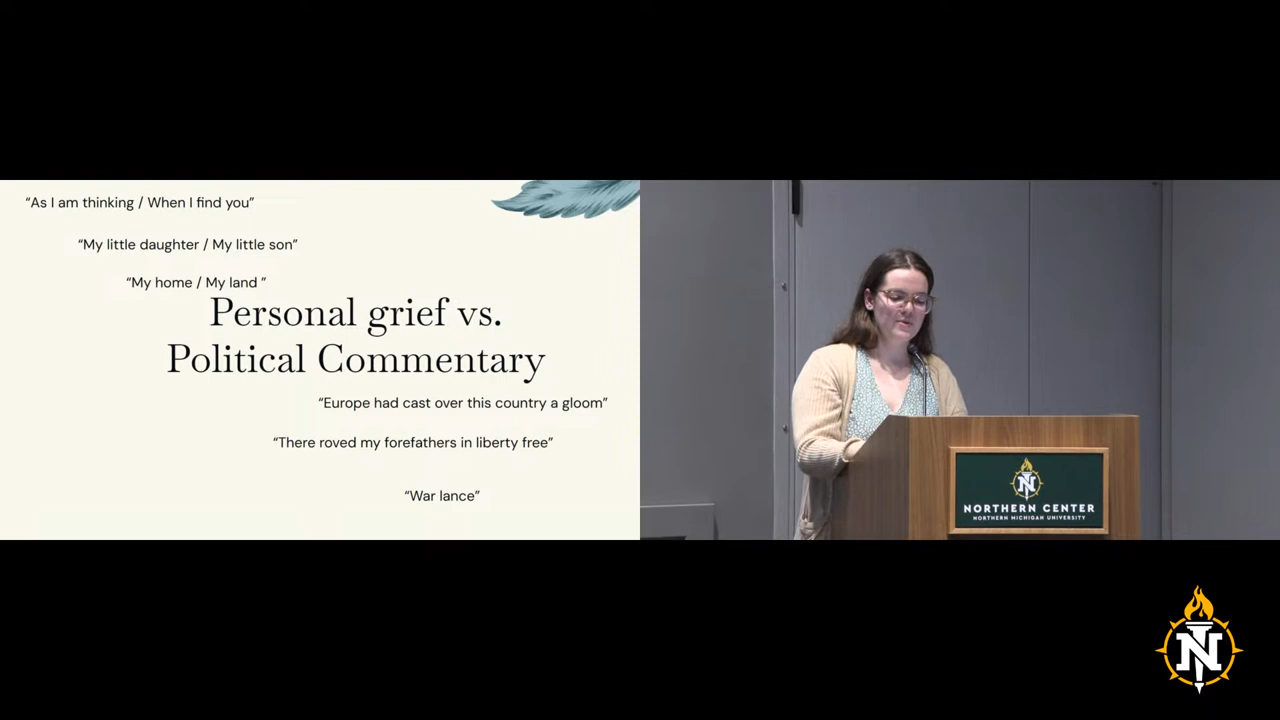 “As I am thinking / When I find you”
“My little daughter / My little son”
“My home / My land ”
Personal grief vs.
Political Commentary
“Europe had cast over this country a gloom”
“There roved my forefathers in liberty free”
“War lance”
N
NORTHERN CENTER
NORTHERN MICHIGAN UNIVERSITY
N